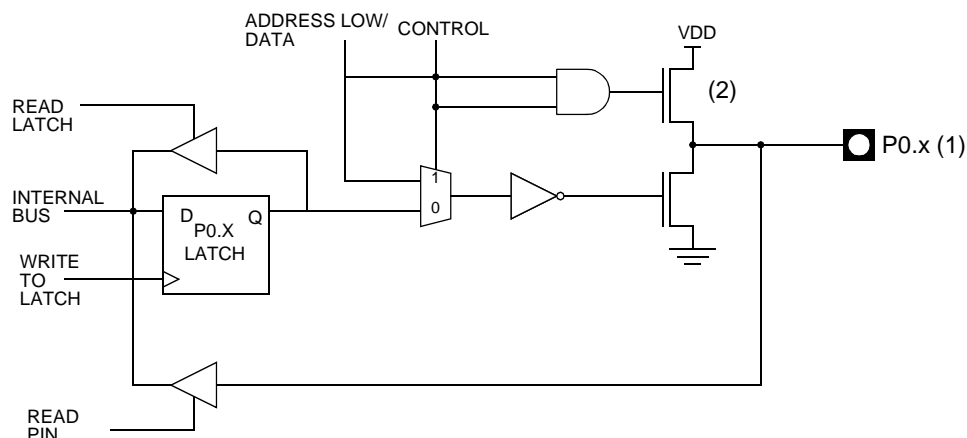 ADDRESS LOW/
DATA
CONTROL
VDD
(2)
READ
LATCH
P0.x (1)
1
0
INTERNAL
BUS
D
Q
P0.X
LATCH
WRITE
TO
LATCH
READ
PIN